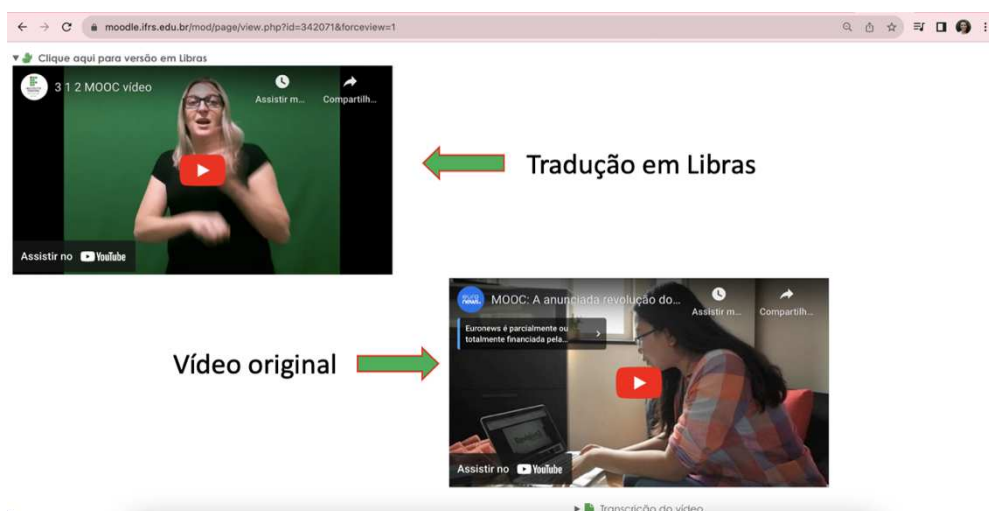 moodle.ifrs.edu.br/mod/page/view.php?id=342071&forceview=1
▼ Clique aqui para versão em Libras
3 1 2 MOOC vídeo
Assistir m... Compartilh...
Assistir no YouTube
Tradução em Libras
Vídeo original
euro
news.
MOOC: A anunciada revolução do...
Assistir m... Compartilh...
Euronews é parcialmente ou
totalmente financiada pela...
Assistir no YouTube
► Transcrição do vídeo